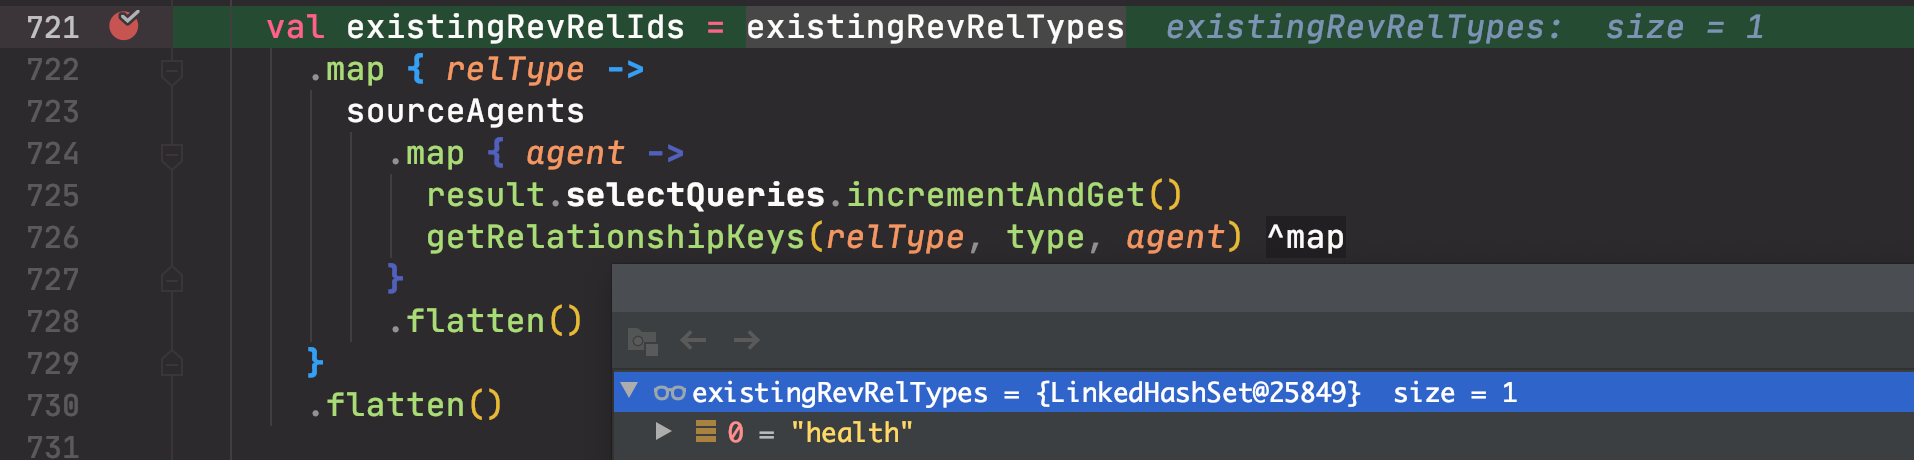 721 val existingRevRelIds = existingRevRelTypes existingRevRelTypes: size = 1
722 .map { relType ->
723 sourceAgents
724 .map { agent ->
725 result.selectQueries.incrementAndGet()
726 getRelationshipKeys(relType, type, agent) ^map
727 }
728 .flatten()
729 }
730 .flatten()
731
existingRevRelTypes = {LinkedHashSet@25849} size = 1
0 = "health"